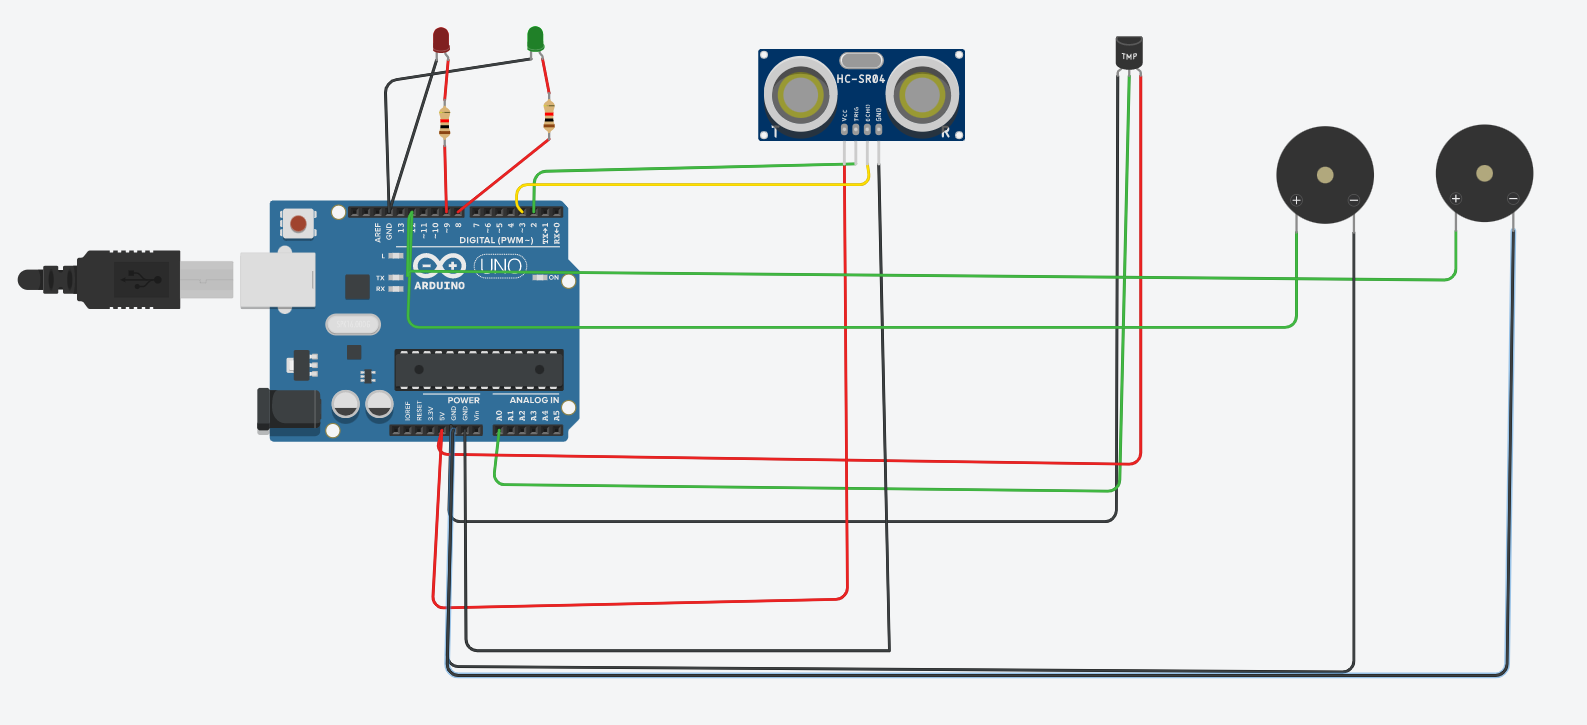 HC-SR04
VCC
TRIG
ECHO
GND
T
R
TMP
+
−
+
−
AREF
GND
13
12
~11
~10
~9
8
7
~6
~5
4
~3
2
TX→1
RX←0
DIGITAL (PWM~)
L
TX
RX
UNO
ON
ARDUINO
POWER
ANALOG IN
IOREF
RESET
3.3V
5V
GND
GND
Vin
A0
A1
A2
A3
A4
A5